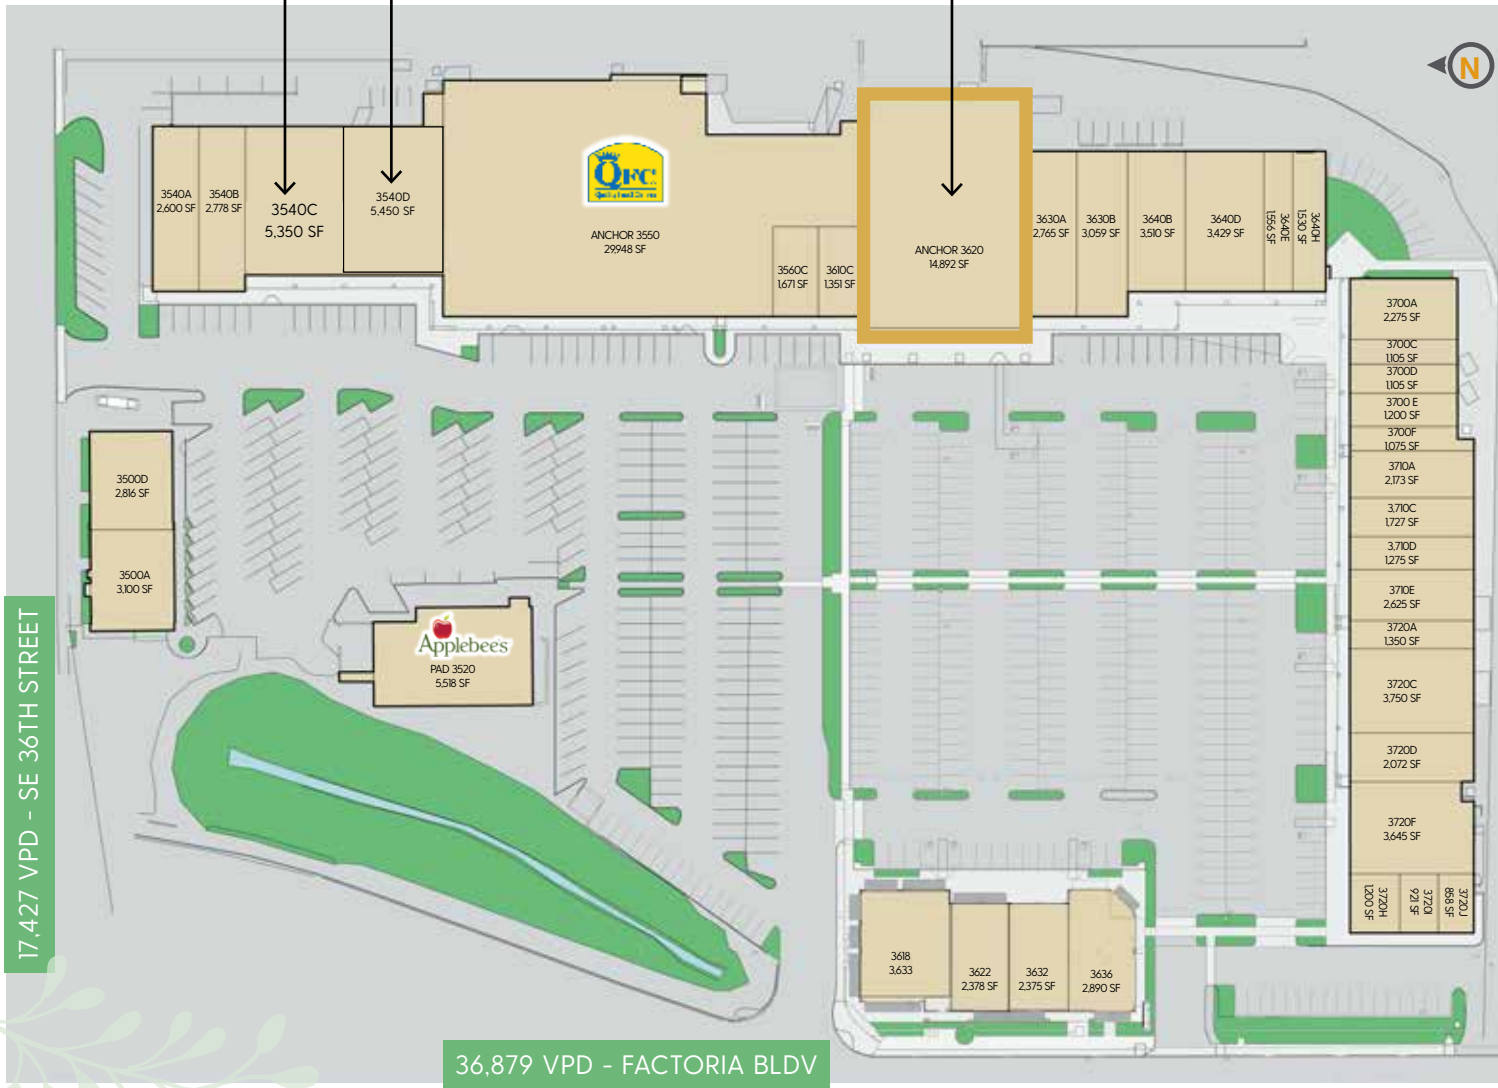 N
3540A
2,600 SF
3540B
2,778 SF
3540C
5,350 SF
3540D
5,450 SF
QFC
ANCHOR 3550
29,948 SF
3560C
1,671 SF
3610C
1,351 SF
ANCHOR 3620
14,892 SF
3630A
2,765 SF
3630B
3,059 SF
3640B
3,510 SF
3640D
3,429 SF
3640E
1,556 SF
3640H
1,530 SF
3700A
2,275 SF
3700C
1,105 SF
3700D
1,105 SF
3700 E
1,200 SF
3700F
1,075 SF
3710A
2,173 SF
3,710C
1,727 SF
3,710D
1,275 SF
3710E
2,625 SF
3720A
1,350 SF
3720C
3,750 SF
3720D
2,072 SF
3720F
3,645 SF
3720H
1,200 SF
3720I
921 SF
3720J
858 SF
3500D
2,816 SF
3500A
3,100 SF
Applebee's
PAD 3520
5,518 SF
3618
3,633
3622
2,378 SF
3632
2,375 SF
3636
2,890 SF
17,427 VPD - SE 36TH STREET
36,879 VPD - FACTORIA BLDV